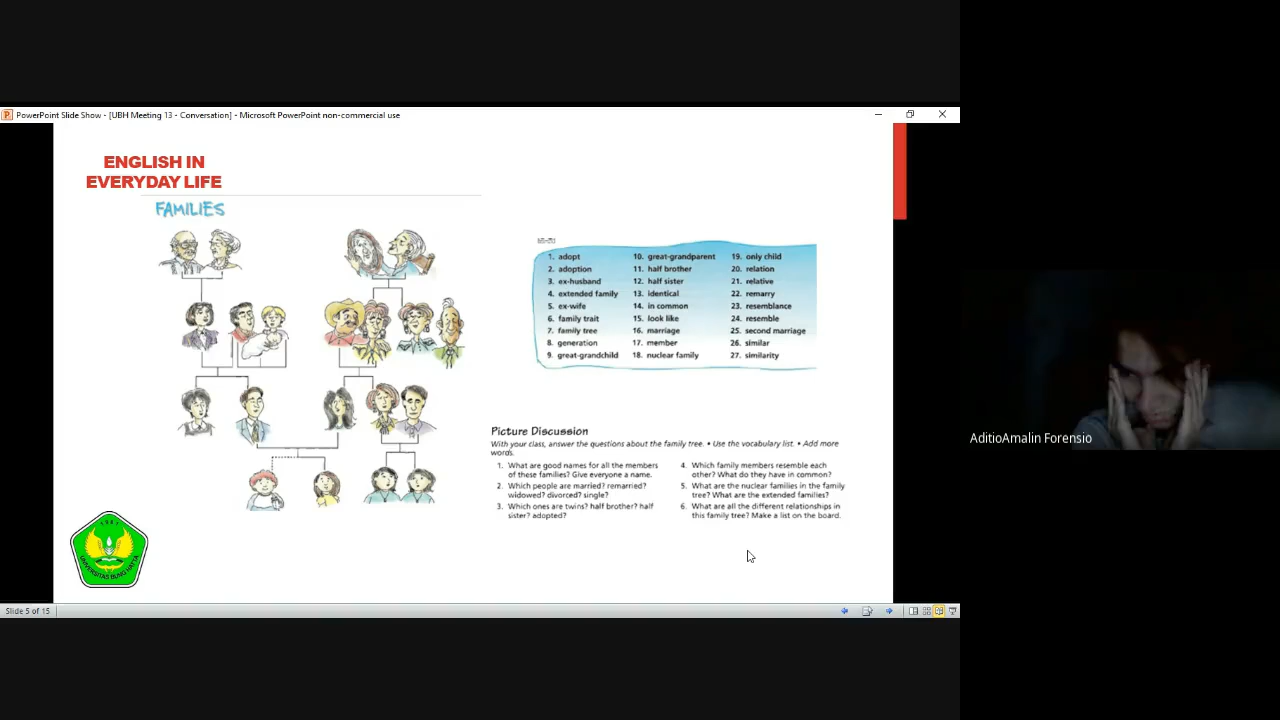 PowerPoint Slide Show - [UBH Meeting 13 - Conversation] - Microsoft PowerPoint non-commercial use
ENGLISH IN
EVERYDAY LIFE
FAMILIES
1. adopt
2. adoption
3. ex-husband
4. extended family
5. ex-wife
6. family trait
7. family tree
8. generation
9. great-grandchild
10. great-grandparent
11. half brother
12. half sister
13. identical
14. in common
15. look like
16. marriage
17. member
18. nuclear family
19. only child
20. relation
21. relative
22. remarry
23. resemblance
24. resemble
25. second marriage
26. similar
27. similarity
Picture Discussion
With your class, answer the questions about the family tree. • Use the vocabulary list. • Add more
words.
1. What are good names for all the members
of these families? Give everyone a name.
2. Which people are married? remarried?
widowed? divorced? single?
3. Which ones are twins? half brother? half
sister? adopted?
4. Which family members resemble each
other? What do they have in common?
5. What are the nuclear families in the family
tree? What are the extended families?
6. What are all the different relationships in
this family tree? Make a list on the board.
1981
UNIVERSITAS BUNG HATTA
Slide 5 of 15
AditioAmalin Forensio